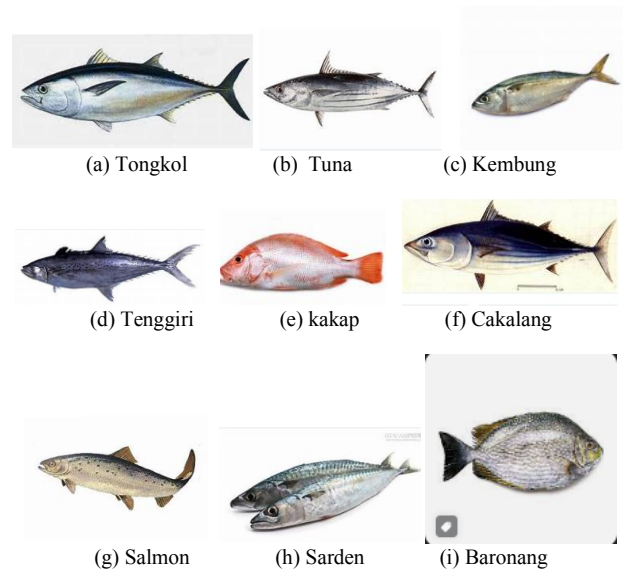 (a) Tongkol
(b) Tuna
(c) Kembung
(d) Tenggiri
(e) kakap
(f) Cakalang
(g) Salmon
(h) Sarden
(i) Baronang